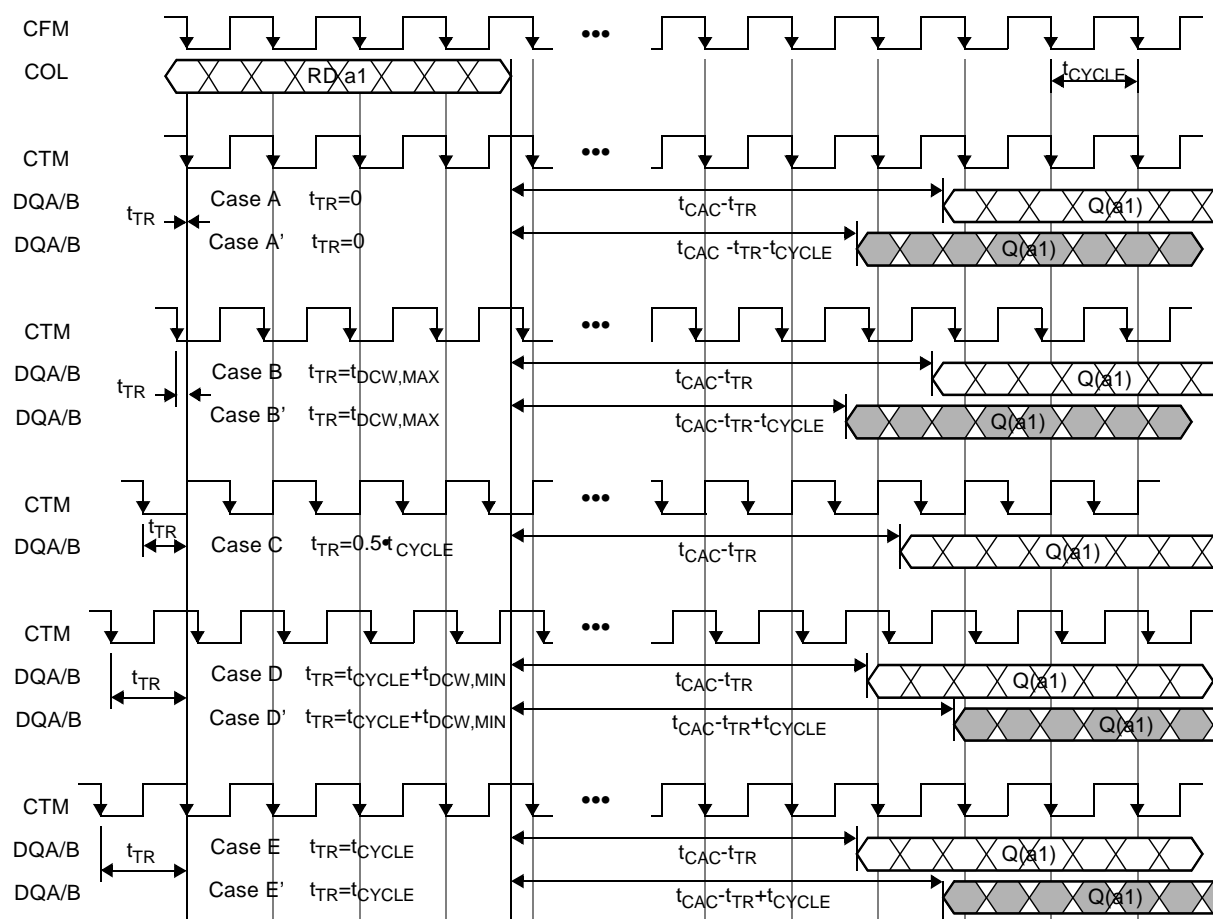 CFM •••
COL RD a1 tCYCLE
CTM •••
DQA/B Case A tTR=0 tCAC-tTR Q(a1)
tTR
DQA/B Case A’ tTR=0 tCAC -tTR-tCYCLE Q(a1)
CTM •••
DQA/B Case B tTR=tDCW,MAX tCAC-tTR Q(a1)
tTR
DQA/B Case B’ tTR=tDCW,MAX tCAC-tTR-tCYCLE Q(a1)
CTM •••
tTR
DQA/B Case C tTR=0.5•tCYCLE tCAC-tTR Q(a1)
CTM •••
DQA/B tTR Case D tTR=tCYCLE+tDCW,MIN tCAC-tTR Q(a1)
DQA/B Case D’ tTR=tCYCLE+tDCW,MIN tCAC-tTR+tCYCLE Q(a1)
CTM •••
DQA/B tTR Case E tTR=tCYCLE tCAC-tTR Q(a1)
DQA/B Case E’ tTR=tCYCLE tCAC-tTR+tCYCLE Q(a1)